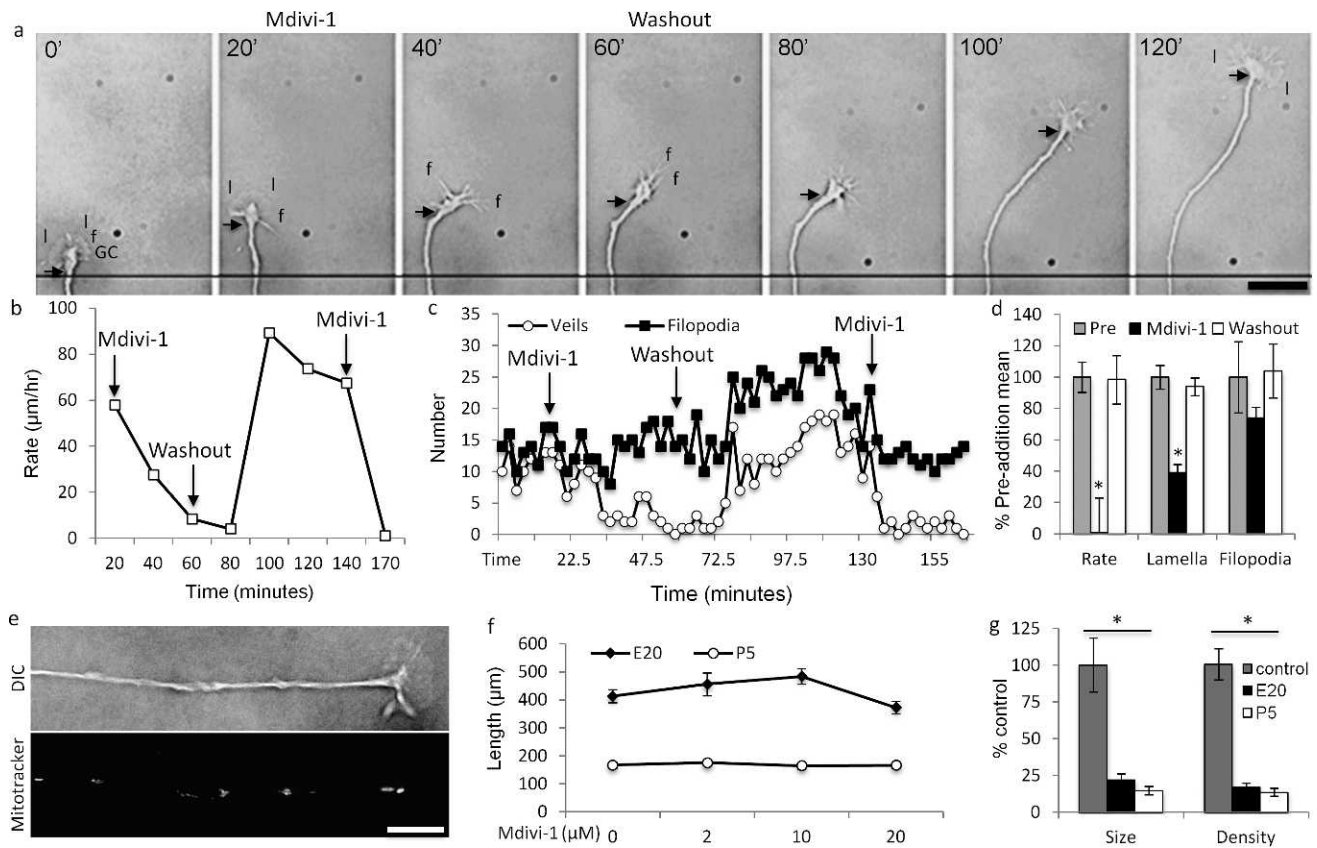 Mdivi-1 Washout
a
0’ 20’ 40’ 60’ 80’ 100’ 120’
l l f GC
l l f
f f
f f
l l
b
Rate (µm/hr)
100
80
60
40
20
0
Mdivi-1
Washout
Mdivi-1
20 40 60 80 100 120 140 170
Time (minutes)
c
Veils Filopodia
Number
35
30
25
20
15
10
5
0
Mdivi-1
Washout
Mdivi-1
Time 22.5 47.5 72.5 97.5 130 155
Time (minutes)
d
Pre Mdivi-1 Washout
% Pre-addition mean
140
120
100
80
60
40
20
0
* *
Rate Lamella Filopodia
e
DIC
Mitotracker
f
E20 P5
Length (µm)
600
500
400
300
200
100
0
Mdivi-1 (µM) 0 2 10 20
g
% control
125
100
75
50
25
0
* *
control
E20
P5
Size Density